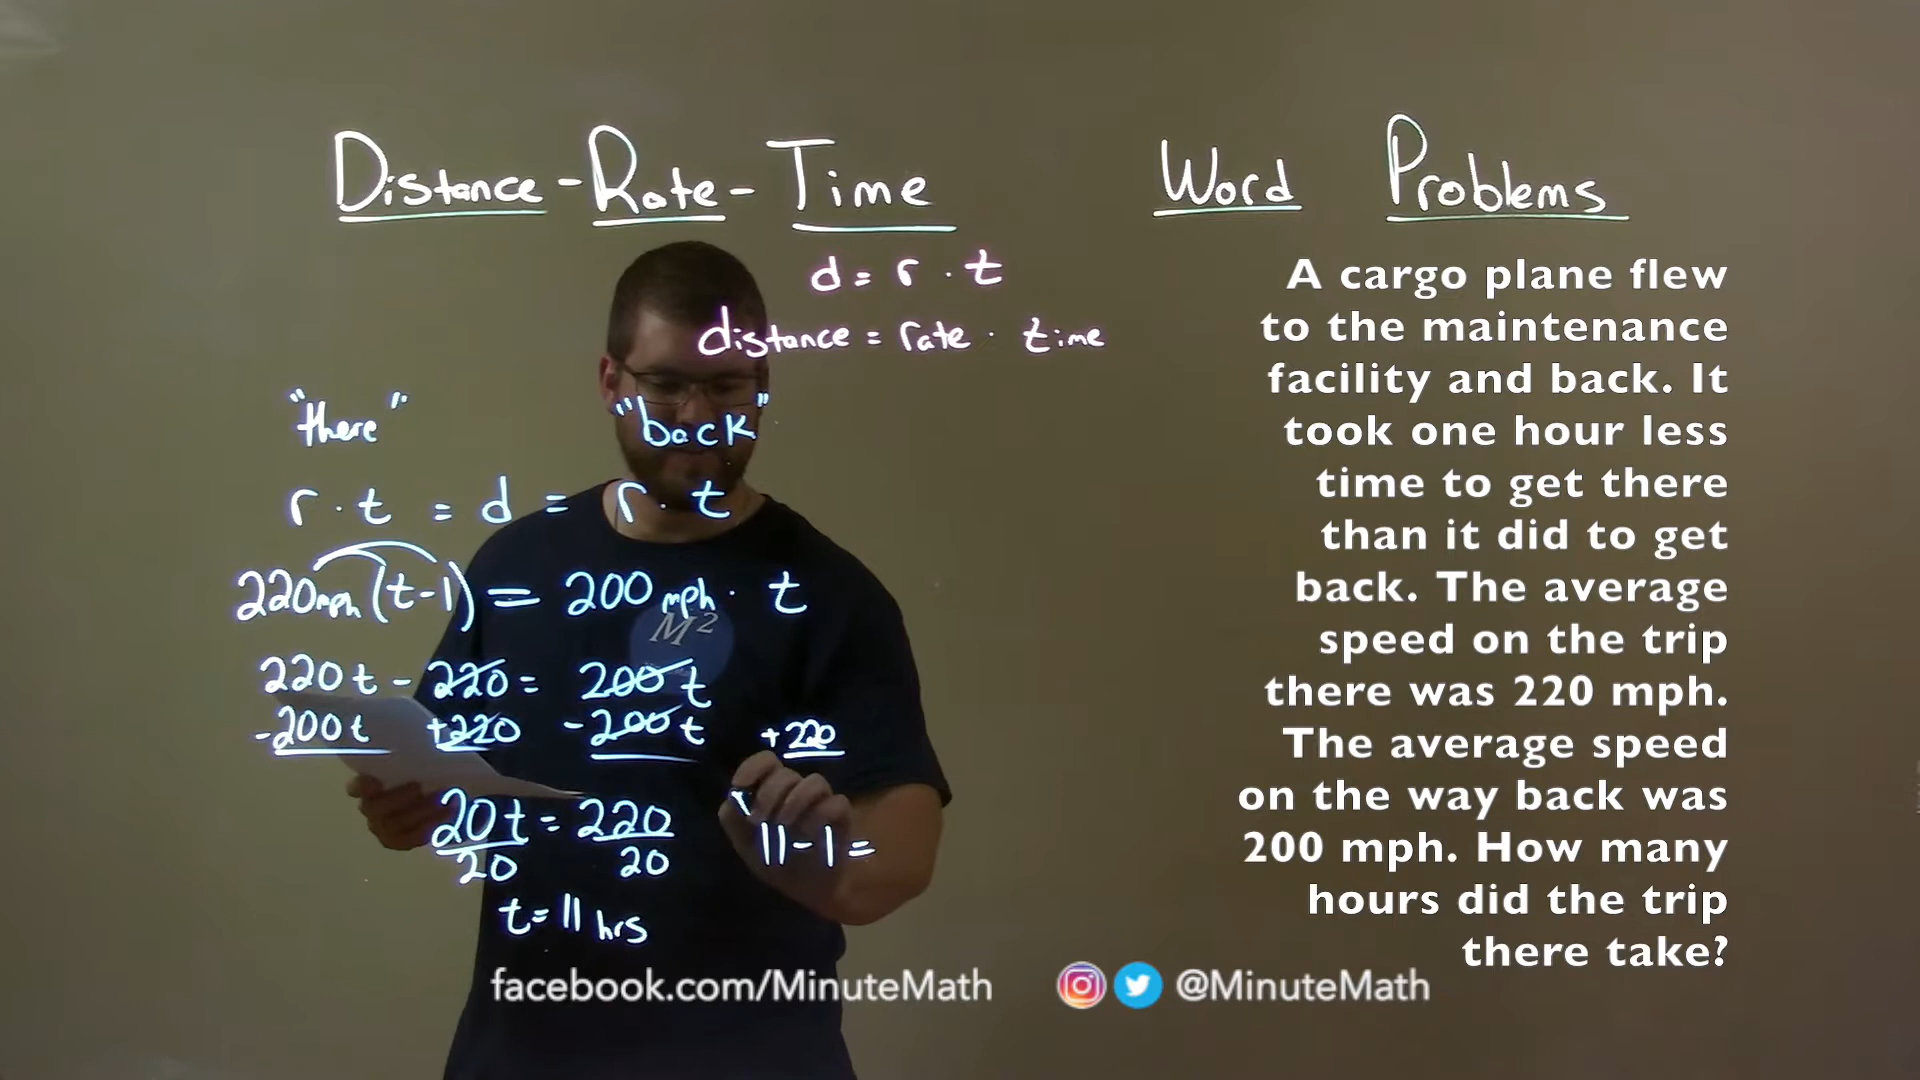 Distance-Rate-Time Word Problems
d = r · t
distance = rate · time
"there" "back"
r · t = d = r · t
220mph(t-1) = 200mph · t
M²
220t - 220 = 200t
-200t +220 -200t +220
20t = 220
20 20
11-1=
t=11 hrs
A cargo plane flew
to the maintenance
facility and back. It
took one hour less
time to get there
than it did to get
back. The average
speed on the trip
there was 220 mph.
The average speed
on the way back was
200 mph. How many
hours did the trip
there take?
facebook.com/MinuteMath @MinuteMath